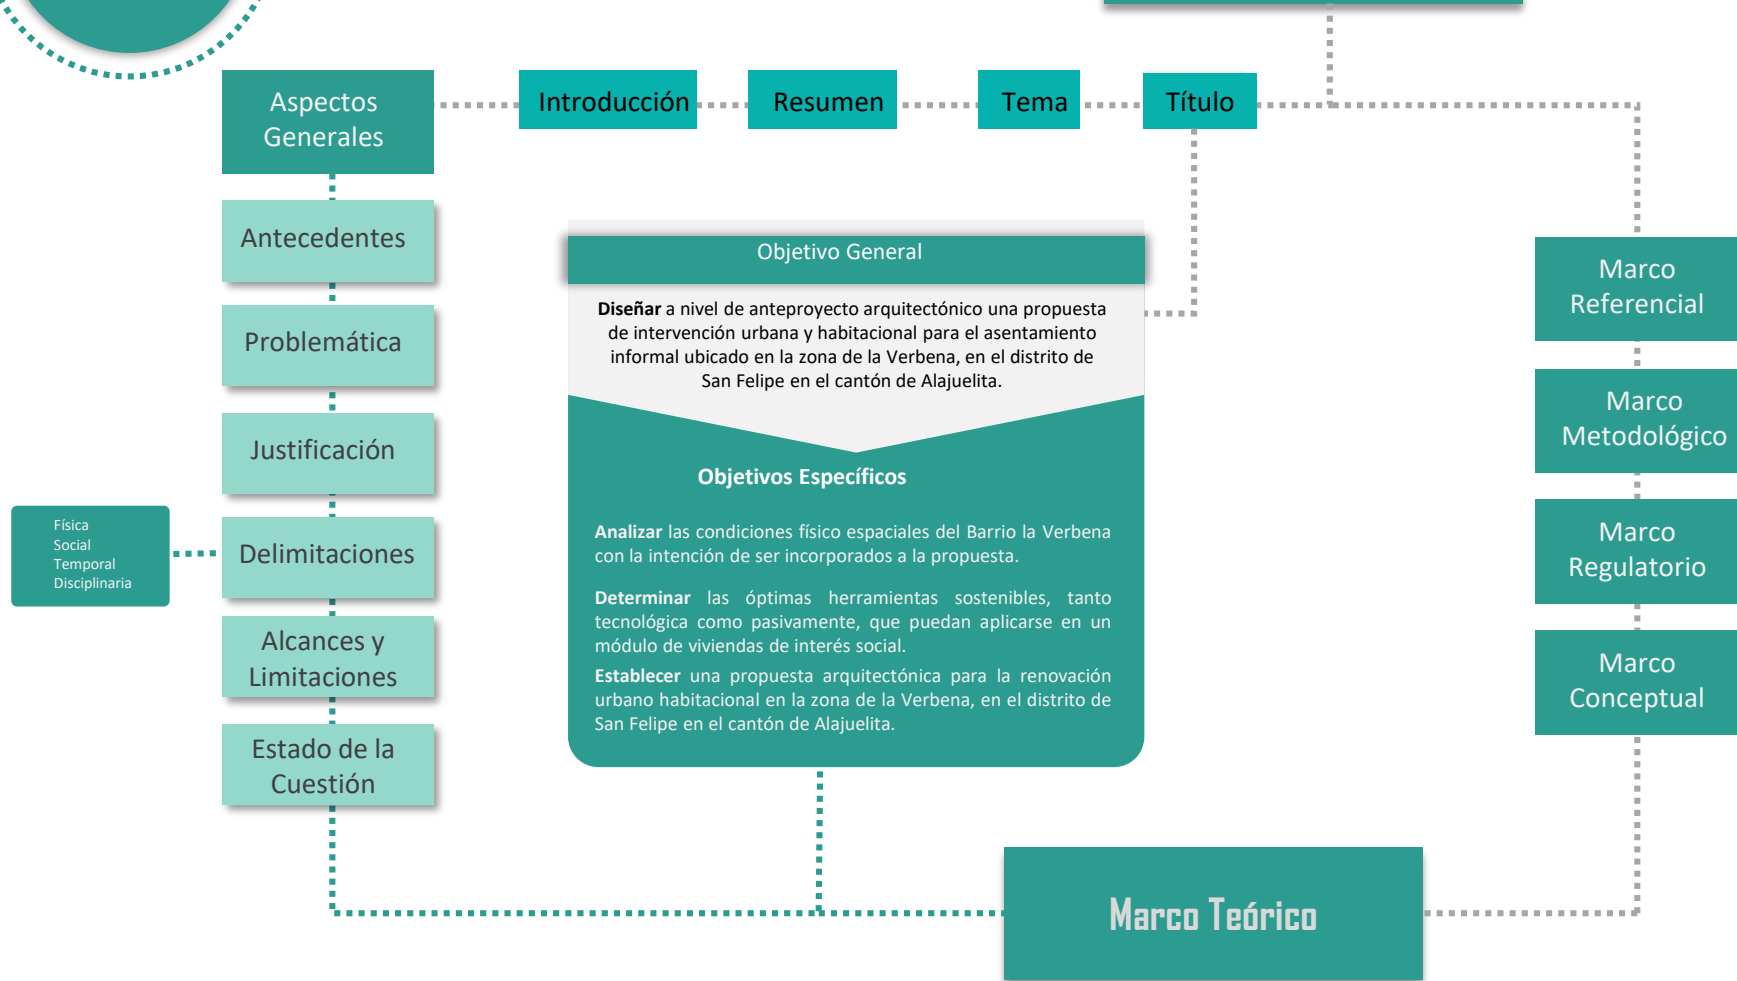 Aspectos
Generales
Introducción
Resumen
Tema
Título
Antecedentes
Problemática
Justificación
Delimitaciones
Física
Social
Temporal
Disciplinaria
Alcances y
Limitaciones
Estado de la
Cuestión
Objetivo General
Diseñar a nivel de anteproyecto arquitectónico una propuesta
de intervención urbana y habitacional para el asentamiento
informal ubicado en la zona de la Verbena, en el distrito de
San Felipe en el cantón de Alajuelita.
Objetivos Específicos
Analizar las condiciones físico espaciales del Barrio la Verbena
con la intención de ser incorporados a la propuesta.
Determinar las óptimas herramientas sostenibles, tanto
tecnológica como pasivamente, que puedan aplicarse en un
módulo de viviendas de interés social.
Establecer una propuesta arquitectónica para la renovación
urbano habitacional en la zona de la Verbena, en el distrito de
San Felipe en el cantón de Alajuelita.
Marco
Referencial
Marco
Metodológico
Marco
Regulatorio
Marco
Conceptual
Marco Teórico